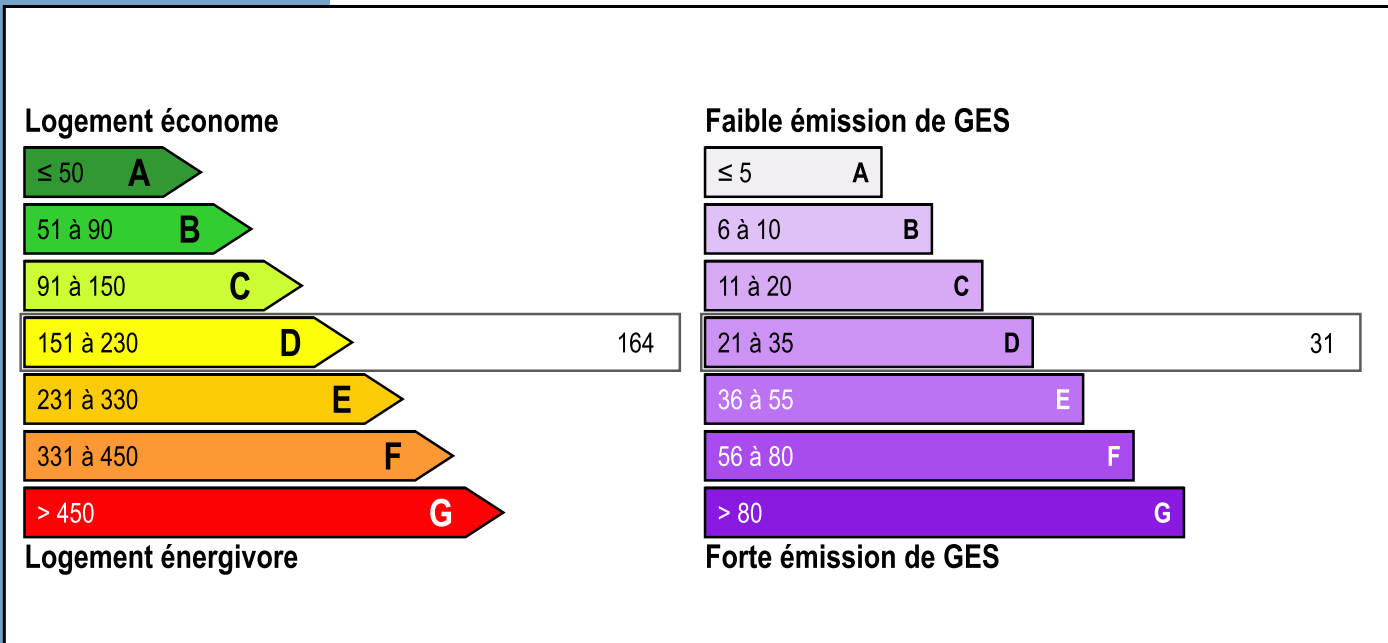 Logement économe
≤ 50 A
51 à 90 B
91 à 150 C
151 à 230 D 164
231 à 330 E
331 à 450 F
> 450 G
Logement énergivore
Faible émission de GES
≤ 5 A
6 à 10 B
11 à 20 C
21 à 35 D 31
36 à 55 E
56 à 80 F
> 80 G
Forte émission de GES